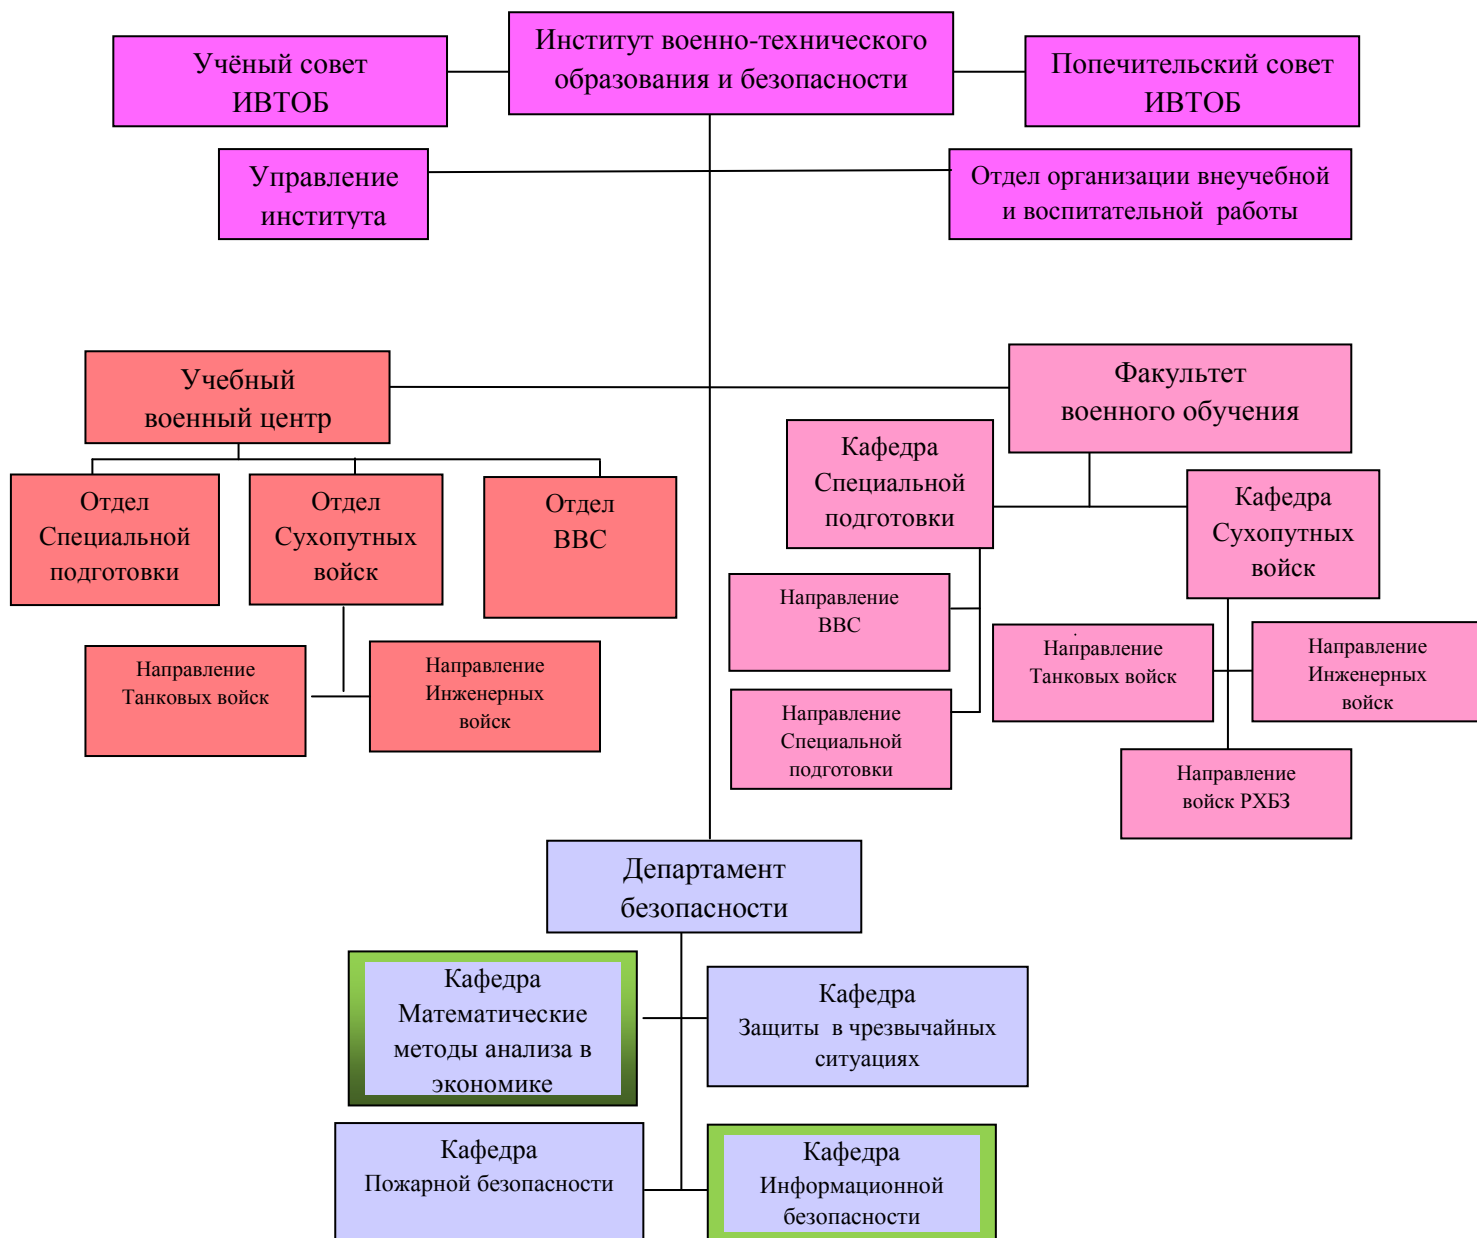 Институт военно-технического
образования и безопасности
Учёный совет
ИВТОБ
Попечительский совет
ИВТОБ
Управление
института
Отдел организации внеучебной
и воспитательной работы
Учебный
военный центр
Факультет
военного обучения
Отдел
Специальной
подготовки
Отдел
Сухопутных
войск
Отдел
ВВС
Кафедра
Специальной
подготовки
Кафедра
Сухопутных
войск
Направление
Танковых войск
Направление
Инженерных
войск
Направление
ВВС
Направление
Специальной
подготовки
Направление
Танковых войск
Направление
Инженерных
войск
Направление
войск РХБЗ
Департамент
безопасности
Кафедра
Математические
методы анализа в
экономике
Кафедра
Защиты в чрезвычайных
ситуациях
Кафедра
Пожарной безопасности
Кафедра
Информационной
безопасности